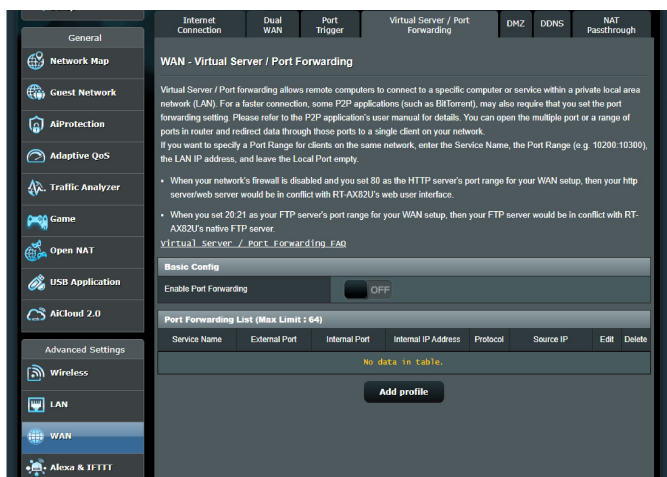 General
Network Map
Guest Network
AiProtection
Adaptive QoS
Traffic Analyzer
Game
Open NAT
USB Application
AiCloud 2.0
Advanced Settings
Wireless
LAN
WAN
Alexa & IFTTT
Internet Connection
Dual WAN
Port Trigger
Virtual Server / Port Forwarding
DMZ
DDNS
NAT Passthrough
WAN - Virtual Server / Port Forwarding
Virtual Server / Port forwarding allows remote computers to connect to a specific computer or service within a private local area
network (LAN). For a faster connection, some P2P applications (such as BitTorrent), may also require that you set the port
forwarding setting. Please refer to the P2P application's user manual for details. You can open the multiple port or a range of
ports in router and redirect data through those ports to a single client on your network.
If you want to specify a Port Range for clients on the same network, enter the Service Name, the Port Range (e.g. 10200:10300),
the LAN IP address, and leave the Local Port empty.
• When your network's firewall is disabled and you set 80 as the HTTP server's port range for your WAN setup, then your http
server/web server would be in conflict with RT-AX82U's web user interface.
• When you set 20:21 as your FTP server's port range for your WAN setup, then your FTP server would be in conflict with RT-
AX82U's native FTP server.
Virtual Server / Port Forwarding FAQ
Basic Config
Enable Port Forwarding OFF
Port Forwarding List (Max Limit : 64)
Service Name External Port Internal Port Internal IP Address Protocol Source IP Edit Delete
No data in table.
Add profile